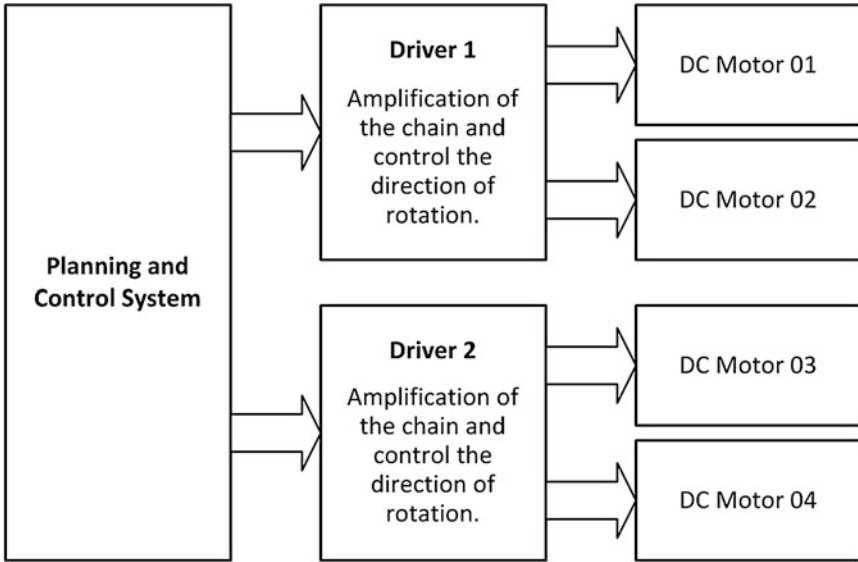 Planning and
Control System
Driver 1
Amplification of
the chain and
control the
direction of
rotation.
DC Motor 01
DC Motor 02
Driver 2
Amplification of
the chain and
control the
direction of
rotation.
DC Motor 03
DC Motor 04